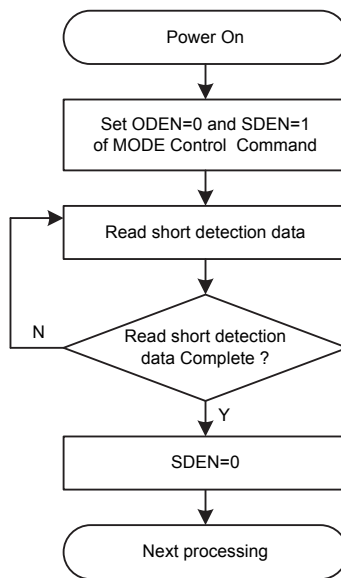 Power On
Set ODEN=0 and SDEN=1
of MODE Control Command
Read short detection data
N
Read short detection
data Complete ?
Y
SDEN=0
Next processing